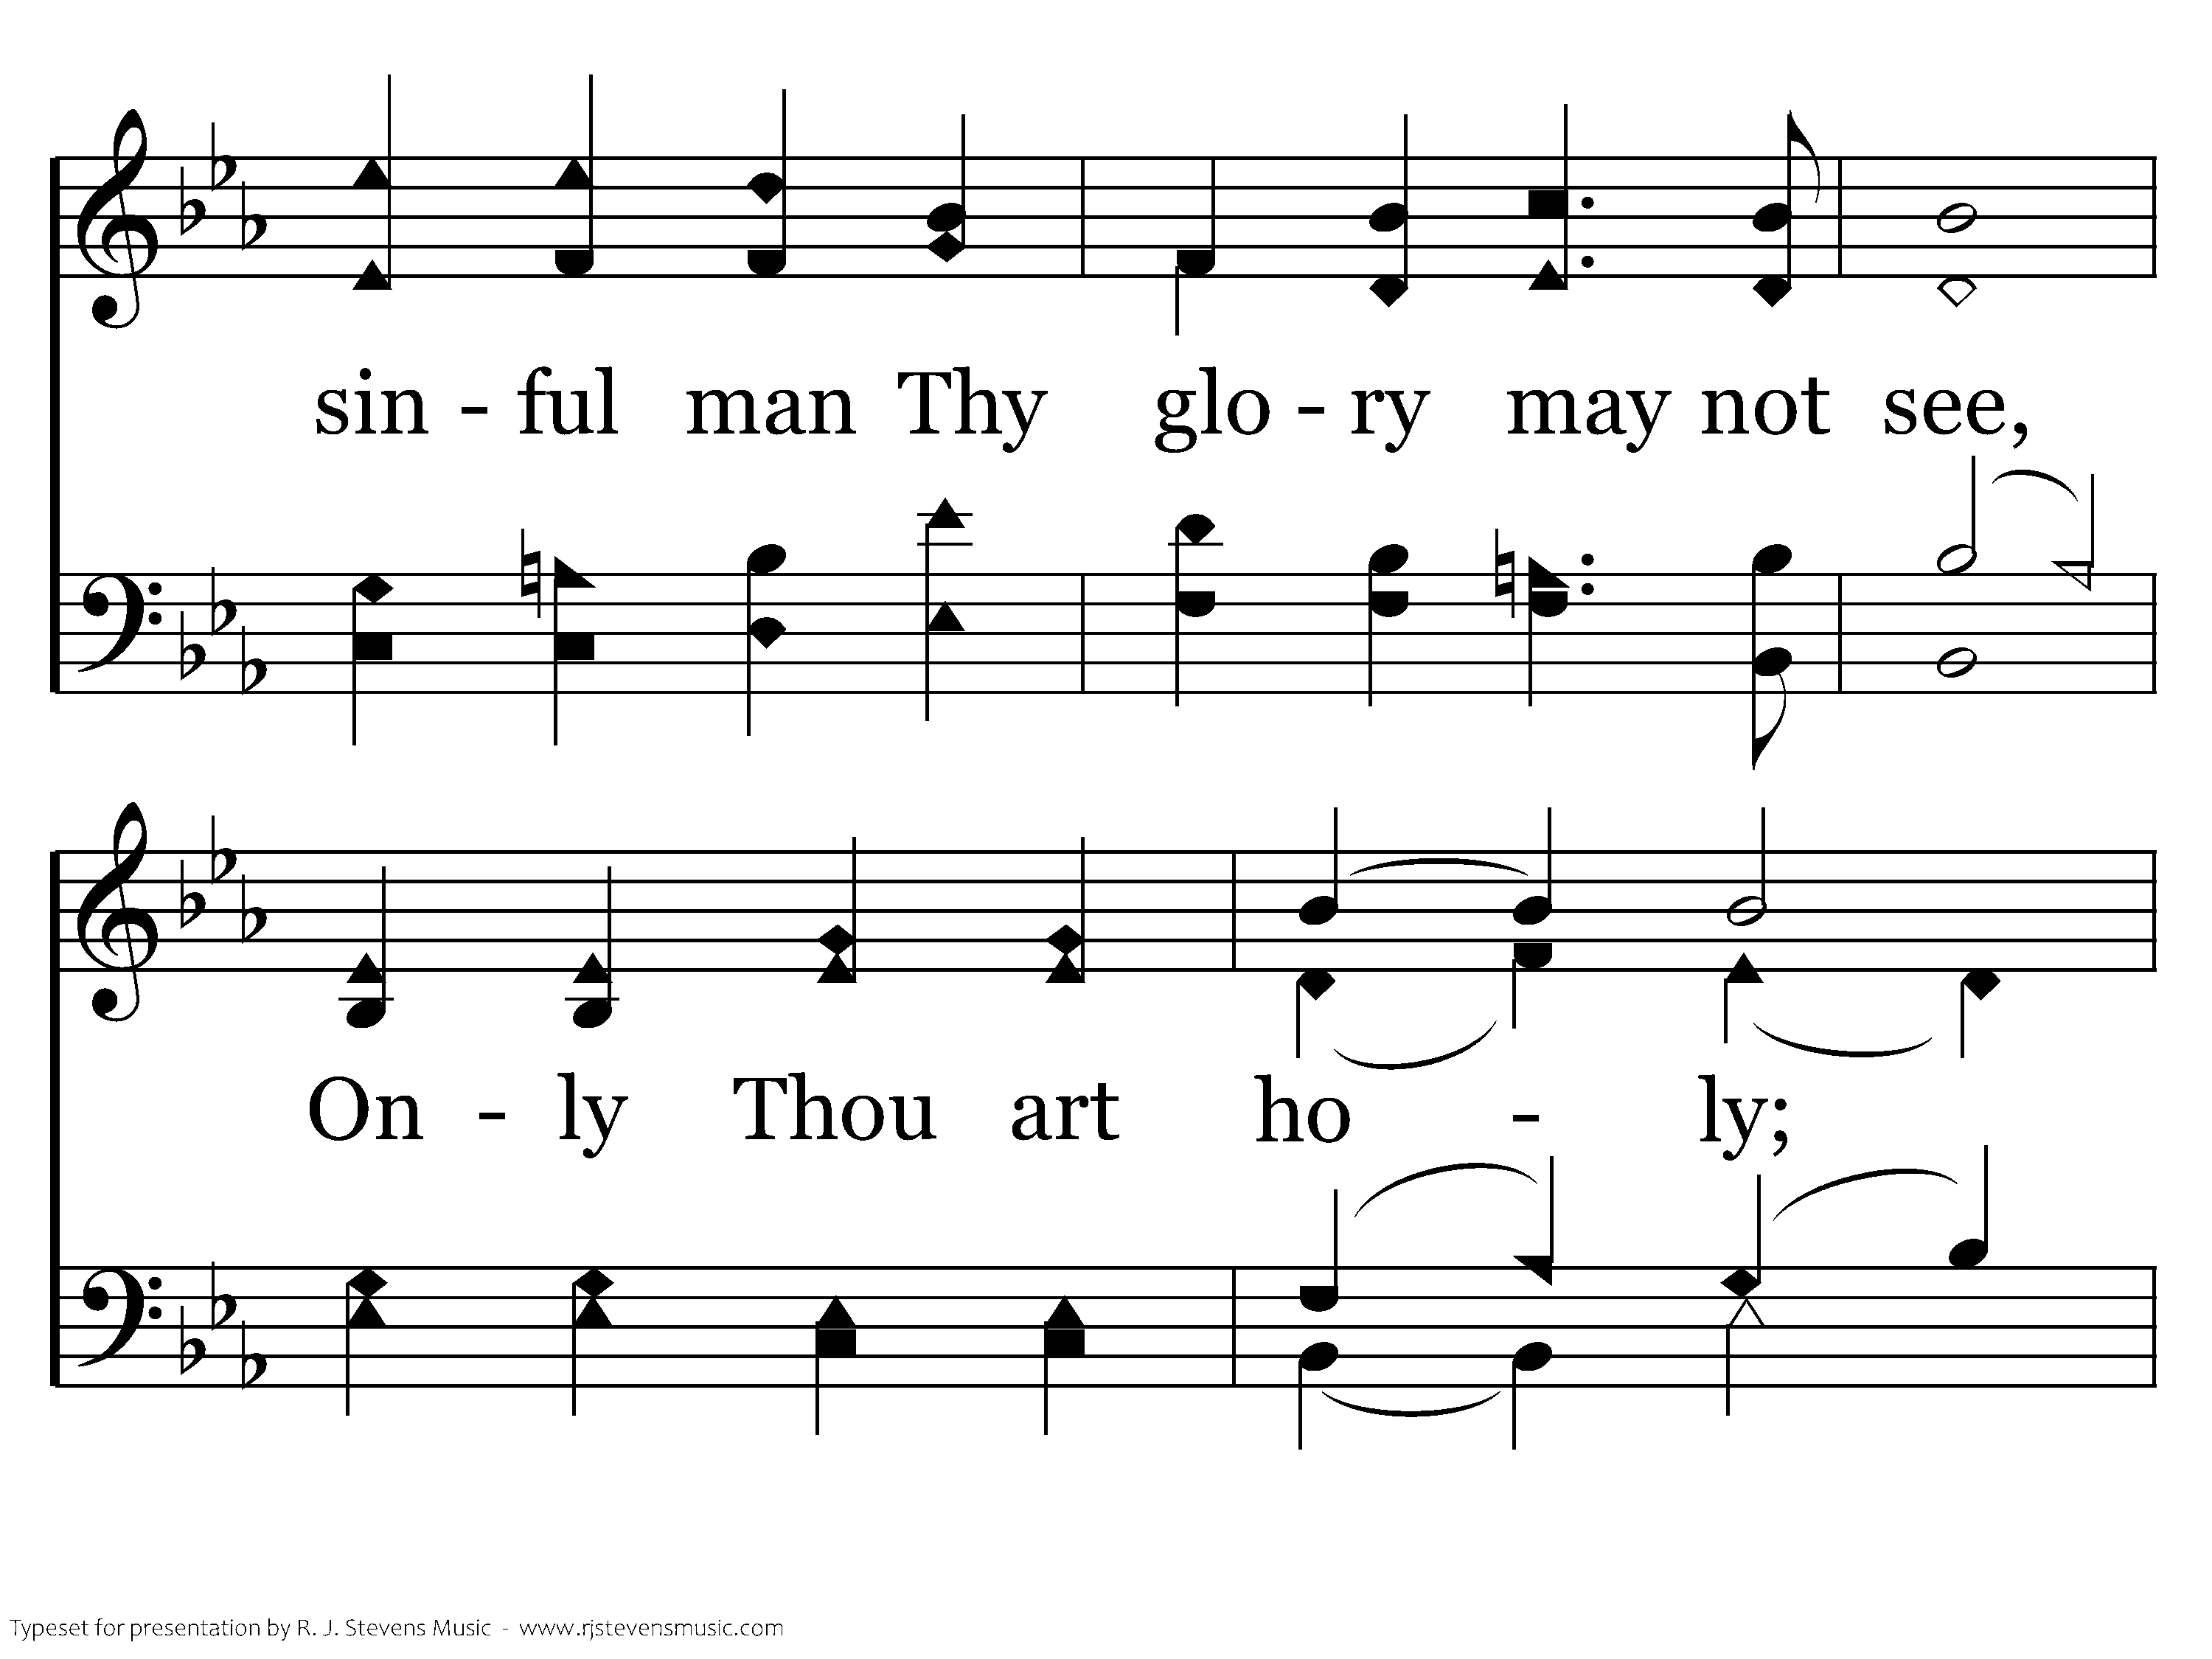 sin - ful man Thy glo - ry may not see,
On - ly Thou art ho - ly;
Typeset for presentation by R. J. Stevens Music - www.rjstevensmusic.com